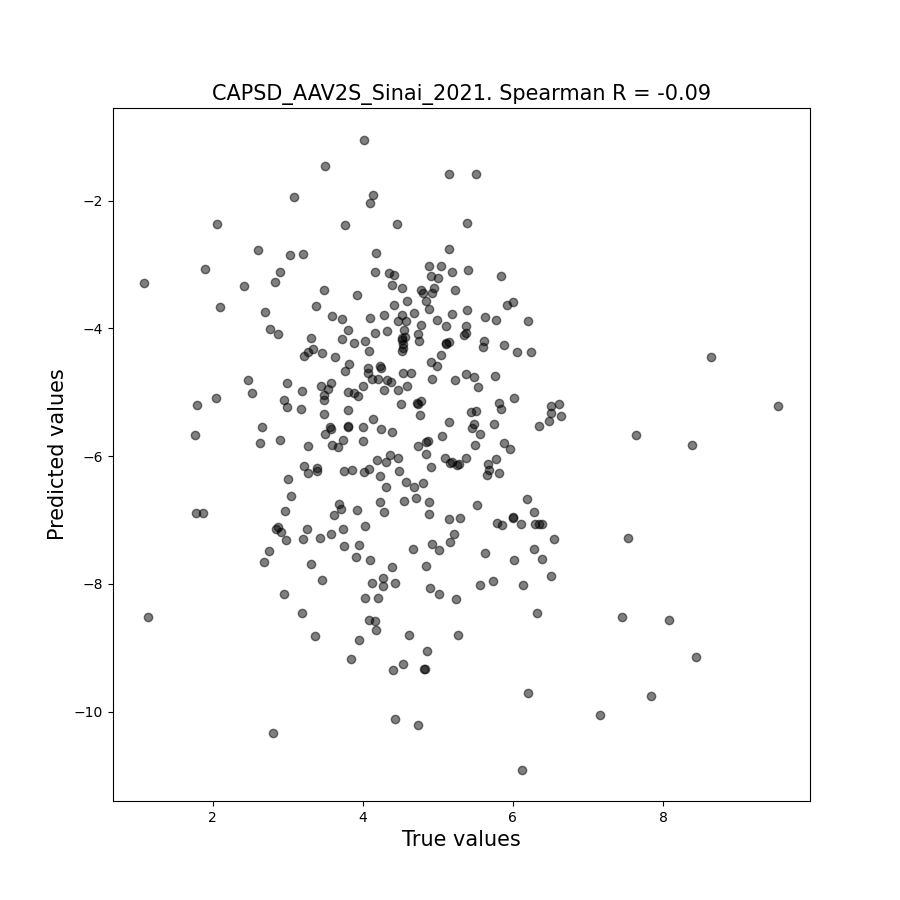 CAPSD_AAV2S_Sinai_2021. Spearman R = -0.09
Predicted values
−2
−4
−6
−8
−10
2 4 6 8
True values